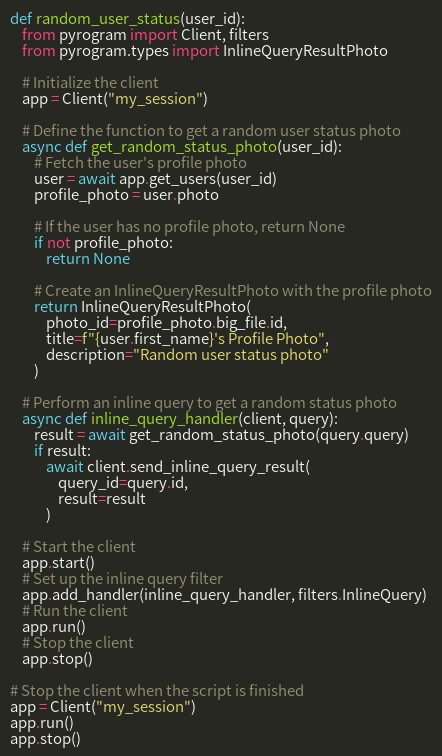 def random_user_status(user_id):
    from pyrogram import Client, filters
    from pyrogram.types import InlineQueryResultPhoto

    # Initialize the client
    app = Client("my_session")

    # Define the function to get a random user status photo
    async def get_random_status_photo(user_id):
        # Fetch the user's profile photo
        user = await app.get_users(user_id)
        profile_photo = user.photo

        # If the user has no profile photo, return None
        if not profile_photo:
            return None

        # Create an InlineQueryResultPhoto with the profile photo
        return InlineQueryResultPhoto(
            photo_id=profile_photo.big_file.id,
            title=f"{user.first_name}'s Profile Photo",
            description="Random user status photo"
        )

    # Perform an inline query to get a random status photo
    async def inline_query_handler(client, query):
        result = await get_random_status_photo(query.query)
        if result:
            await client.send_inline_query_result(
                query_id=query.id,
                result=result
            )

    # Start the client
    app.start()
    # Set up the inline query filter
    app.add_handler(inline_query_handler, filters.InlineQuery)
    # Run the client
    app.run()
    # Stop the client
    app.stop()

# Stop the client when the script is finished
app = Client("my_session")
app.run()
app.stop()